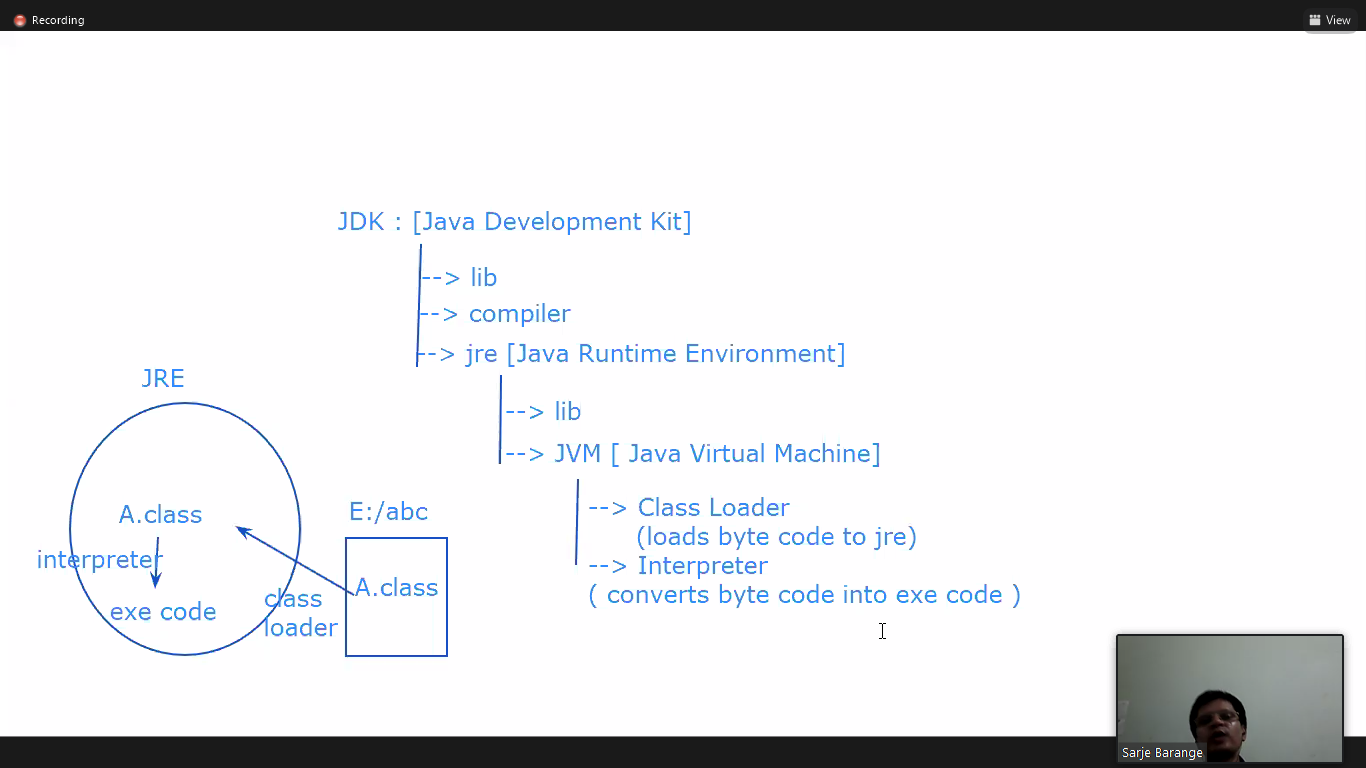 Recording
View
JDK : [Java Development Kit]
--> lib
--> compiler
--> jre [Java Runtime Environment]
JRE
--> lib
--> JVM [ Java Virtual Machine]
A.class
E:/abc
--> Class Loader
(loads byte code to jre)
interpreter
--> Interpreter
A.class
( converts byte code into exe code )
exe code
class
loader
Sarje Barange